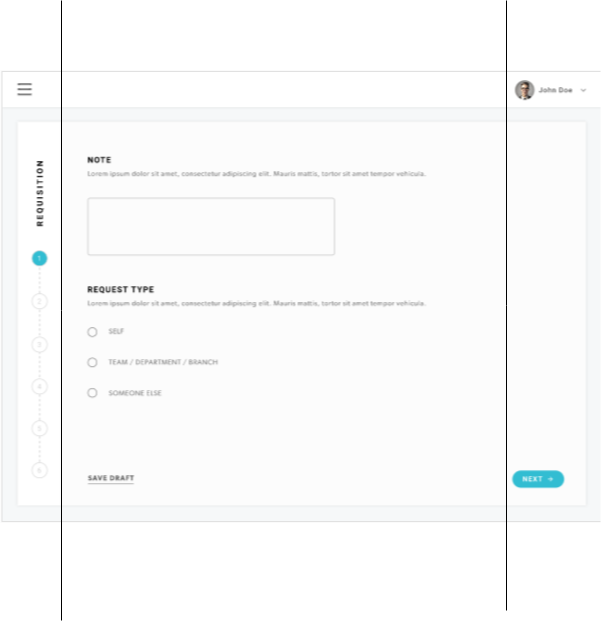 John Doe
REQUISITION
1
2
3
4
5
6
NOTE
Lorem ipsum dolor sit amet, consectetur adipiscing elit. Mauris mattis, tortor sit amet tempor vehicula.
REQUEST TYPE
Lorem ipsum dolor sit amet, consectetur adipiscing elit. Mauris mattis, tortor sit amet tempor vehicula.
SELF
TEAM / DEPARTMENT / BRANCH
SOMEONE ELSE
SAVE DRAFT
NEXT →